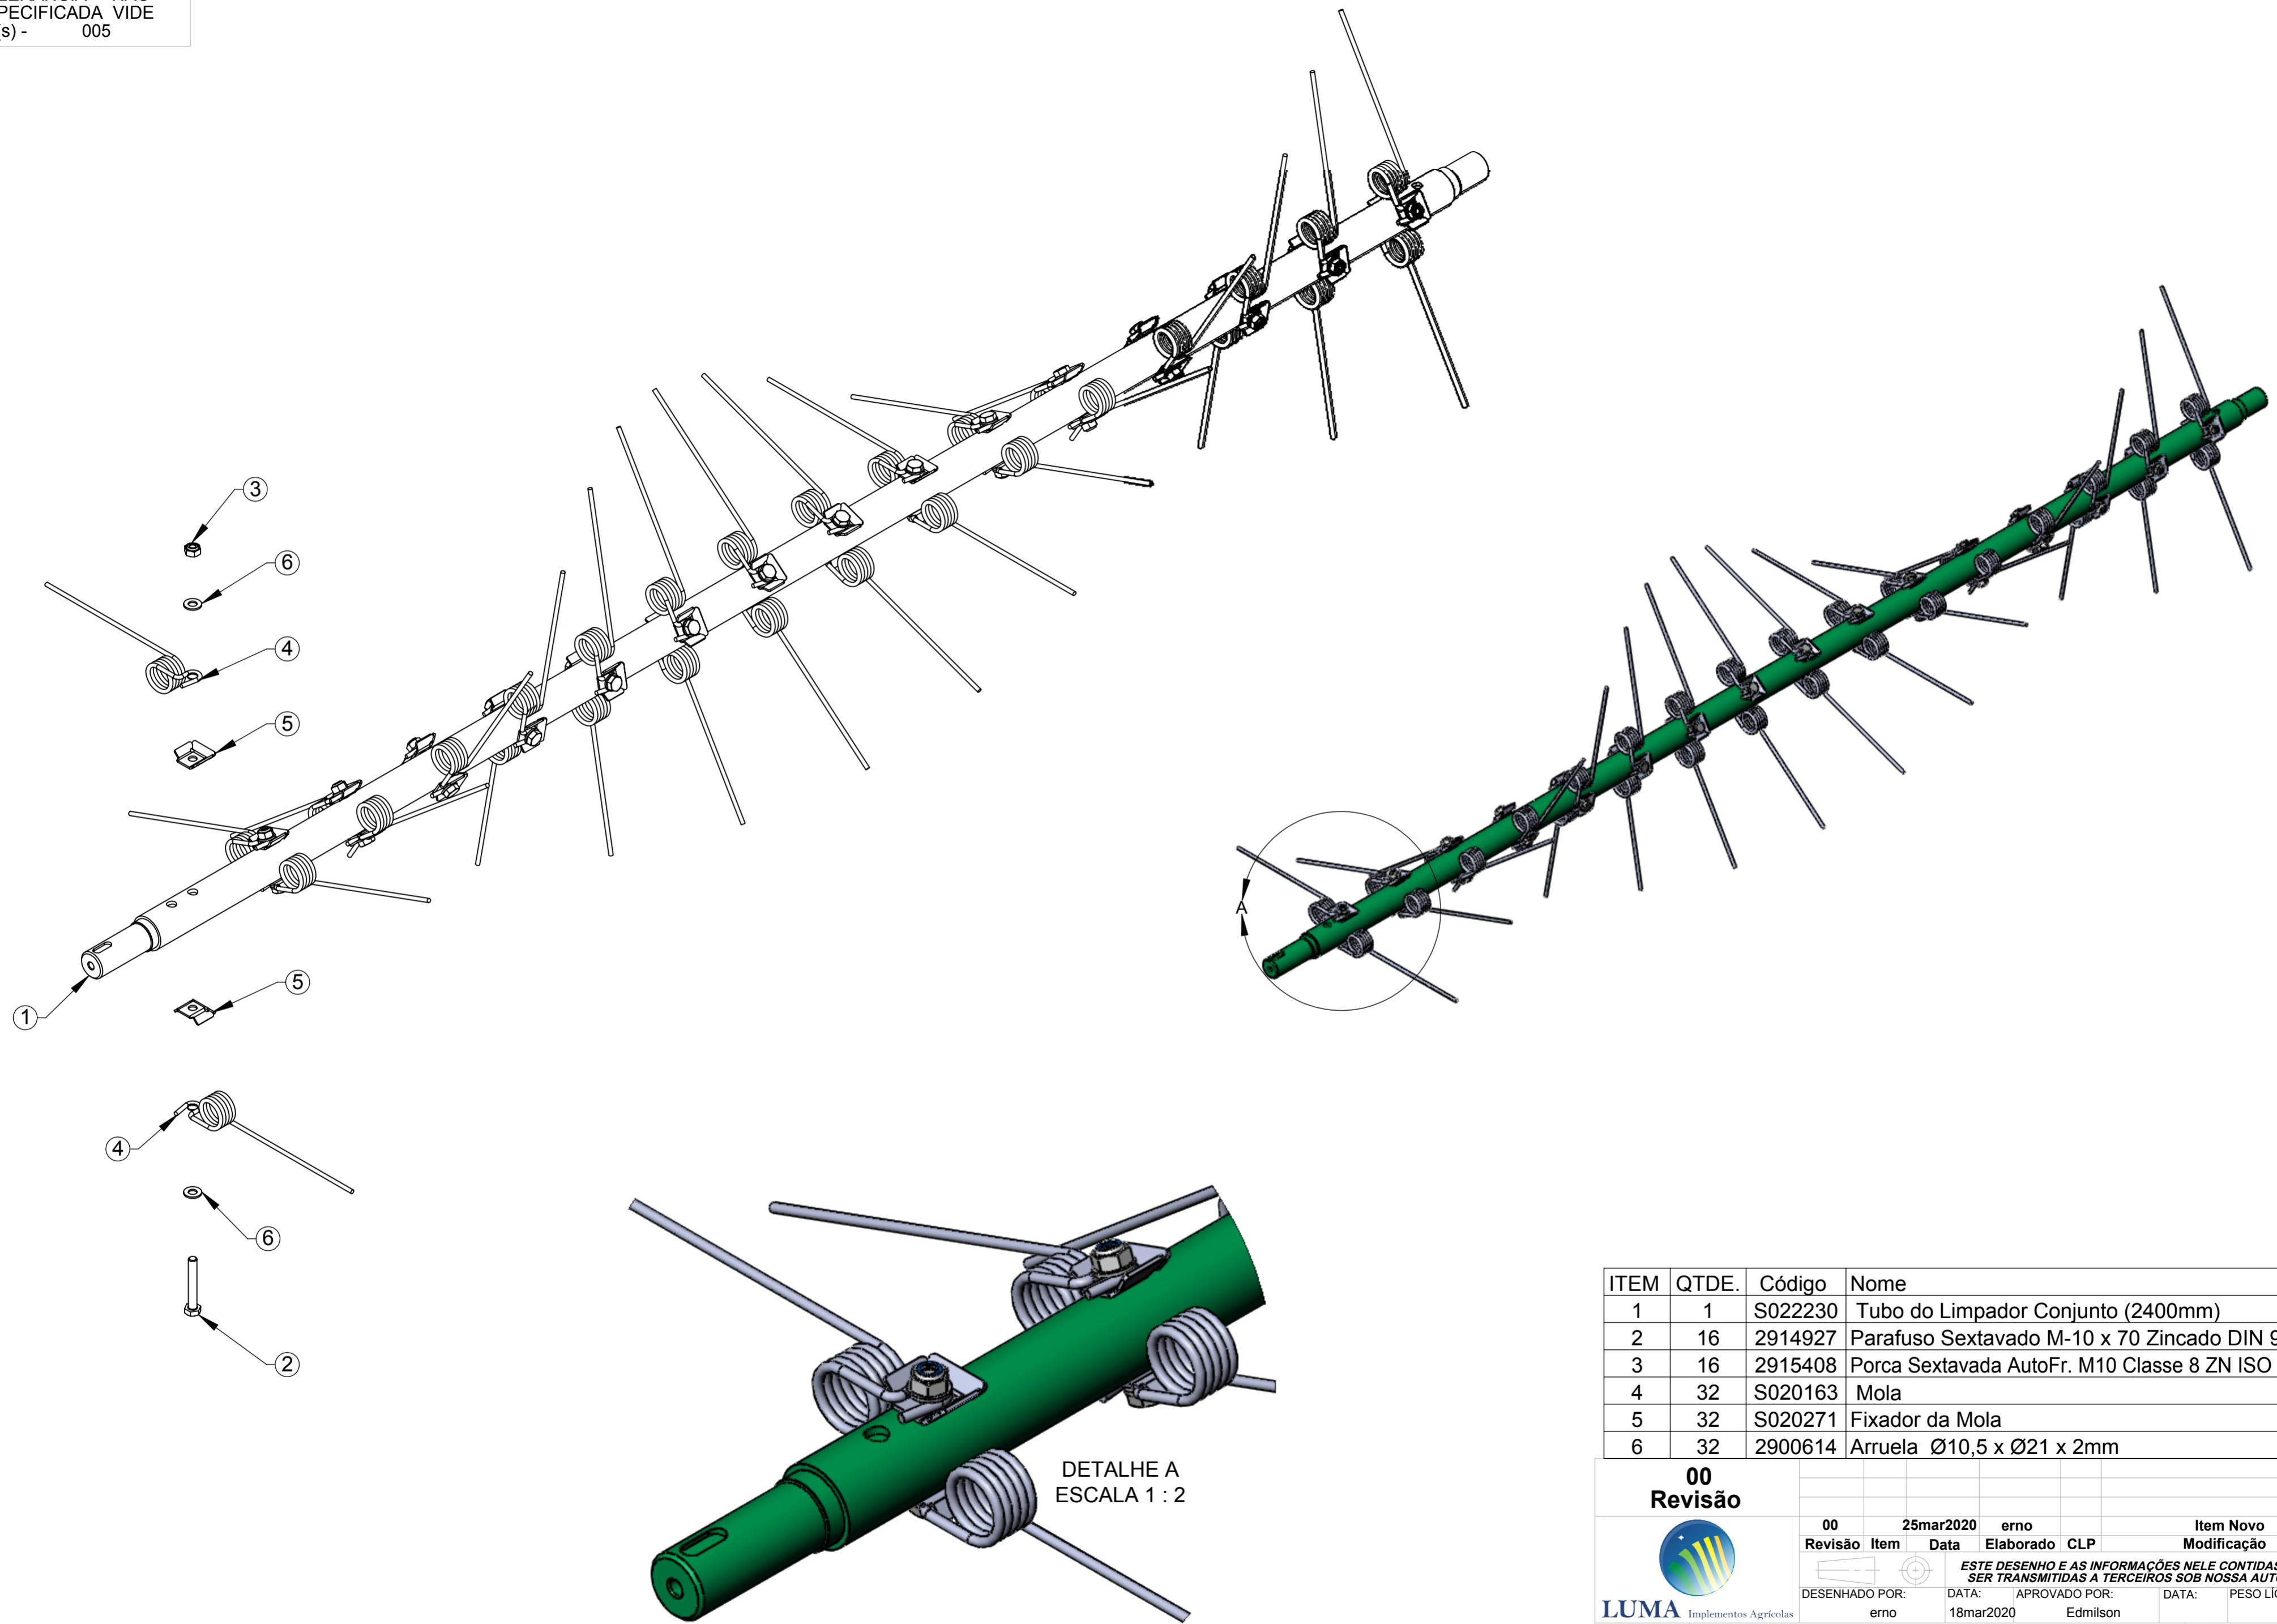 PECIFICADA VIDE
(s) - 005
3
6
4
5
1
5
4
6
2
A
DETALHE A
ESCALA 1 : 2
ITEM QTDE. Código Nome
1 1 S022230 Tubo do Limpador Conjunto (2400mm)
2 16 2914927 Parafuso Sextavado M-10 x 70 Zincado DIN 9
3 16 2915408 Porca Sextavada AutoFr. M10 Classe 8 ZN ISO
4 32 S020163 Mola
5 32 S020271 Fixador da Mola
6 32 2900614 Arruela Ø10,5 x Ø21 x 2mm
00
Revisão
00 25mar2020 erno Item Novo
Revisão Item Data Elaborado CLP Modificação
ESTE DESENHO E AS INFORMAÇÕES NELE CONTIDAS
SER TRANSMITIDAS A TERCEIROS SOB NOSSA AUT
DESENHADO POR: DATA: APROVADO POR: DATA: PESO LÍ
erno 18mar2020 Edmilson
LUMA Implementos Agrícolas